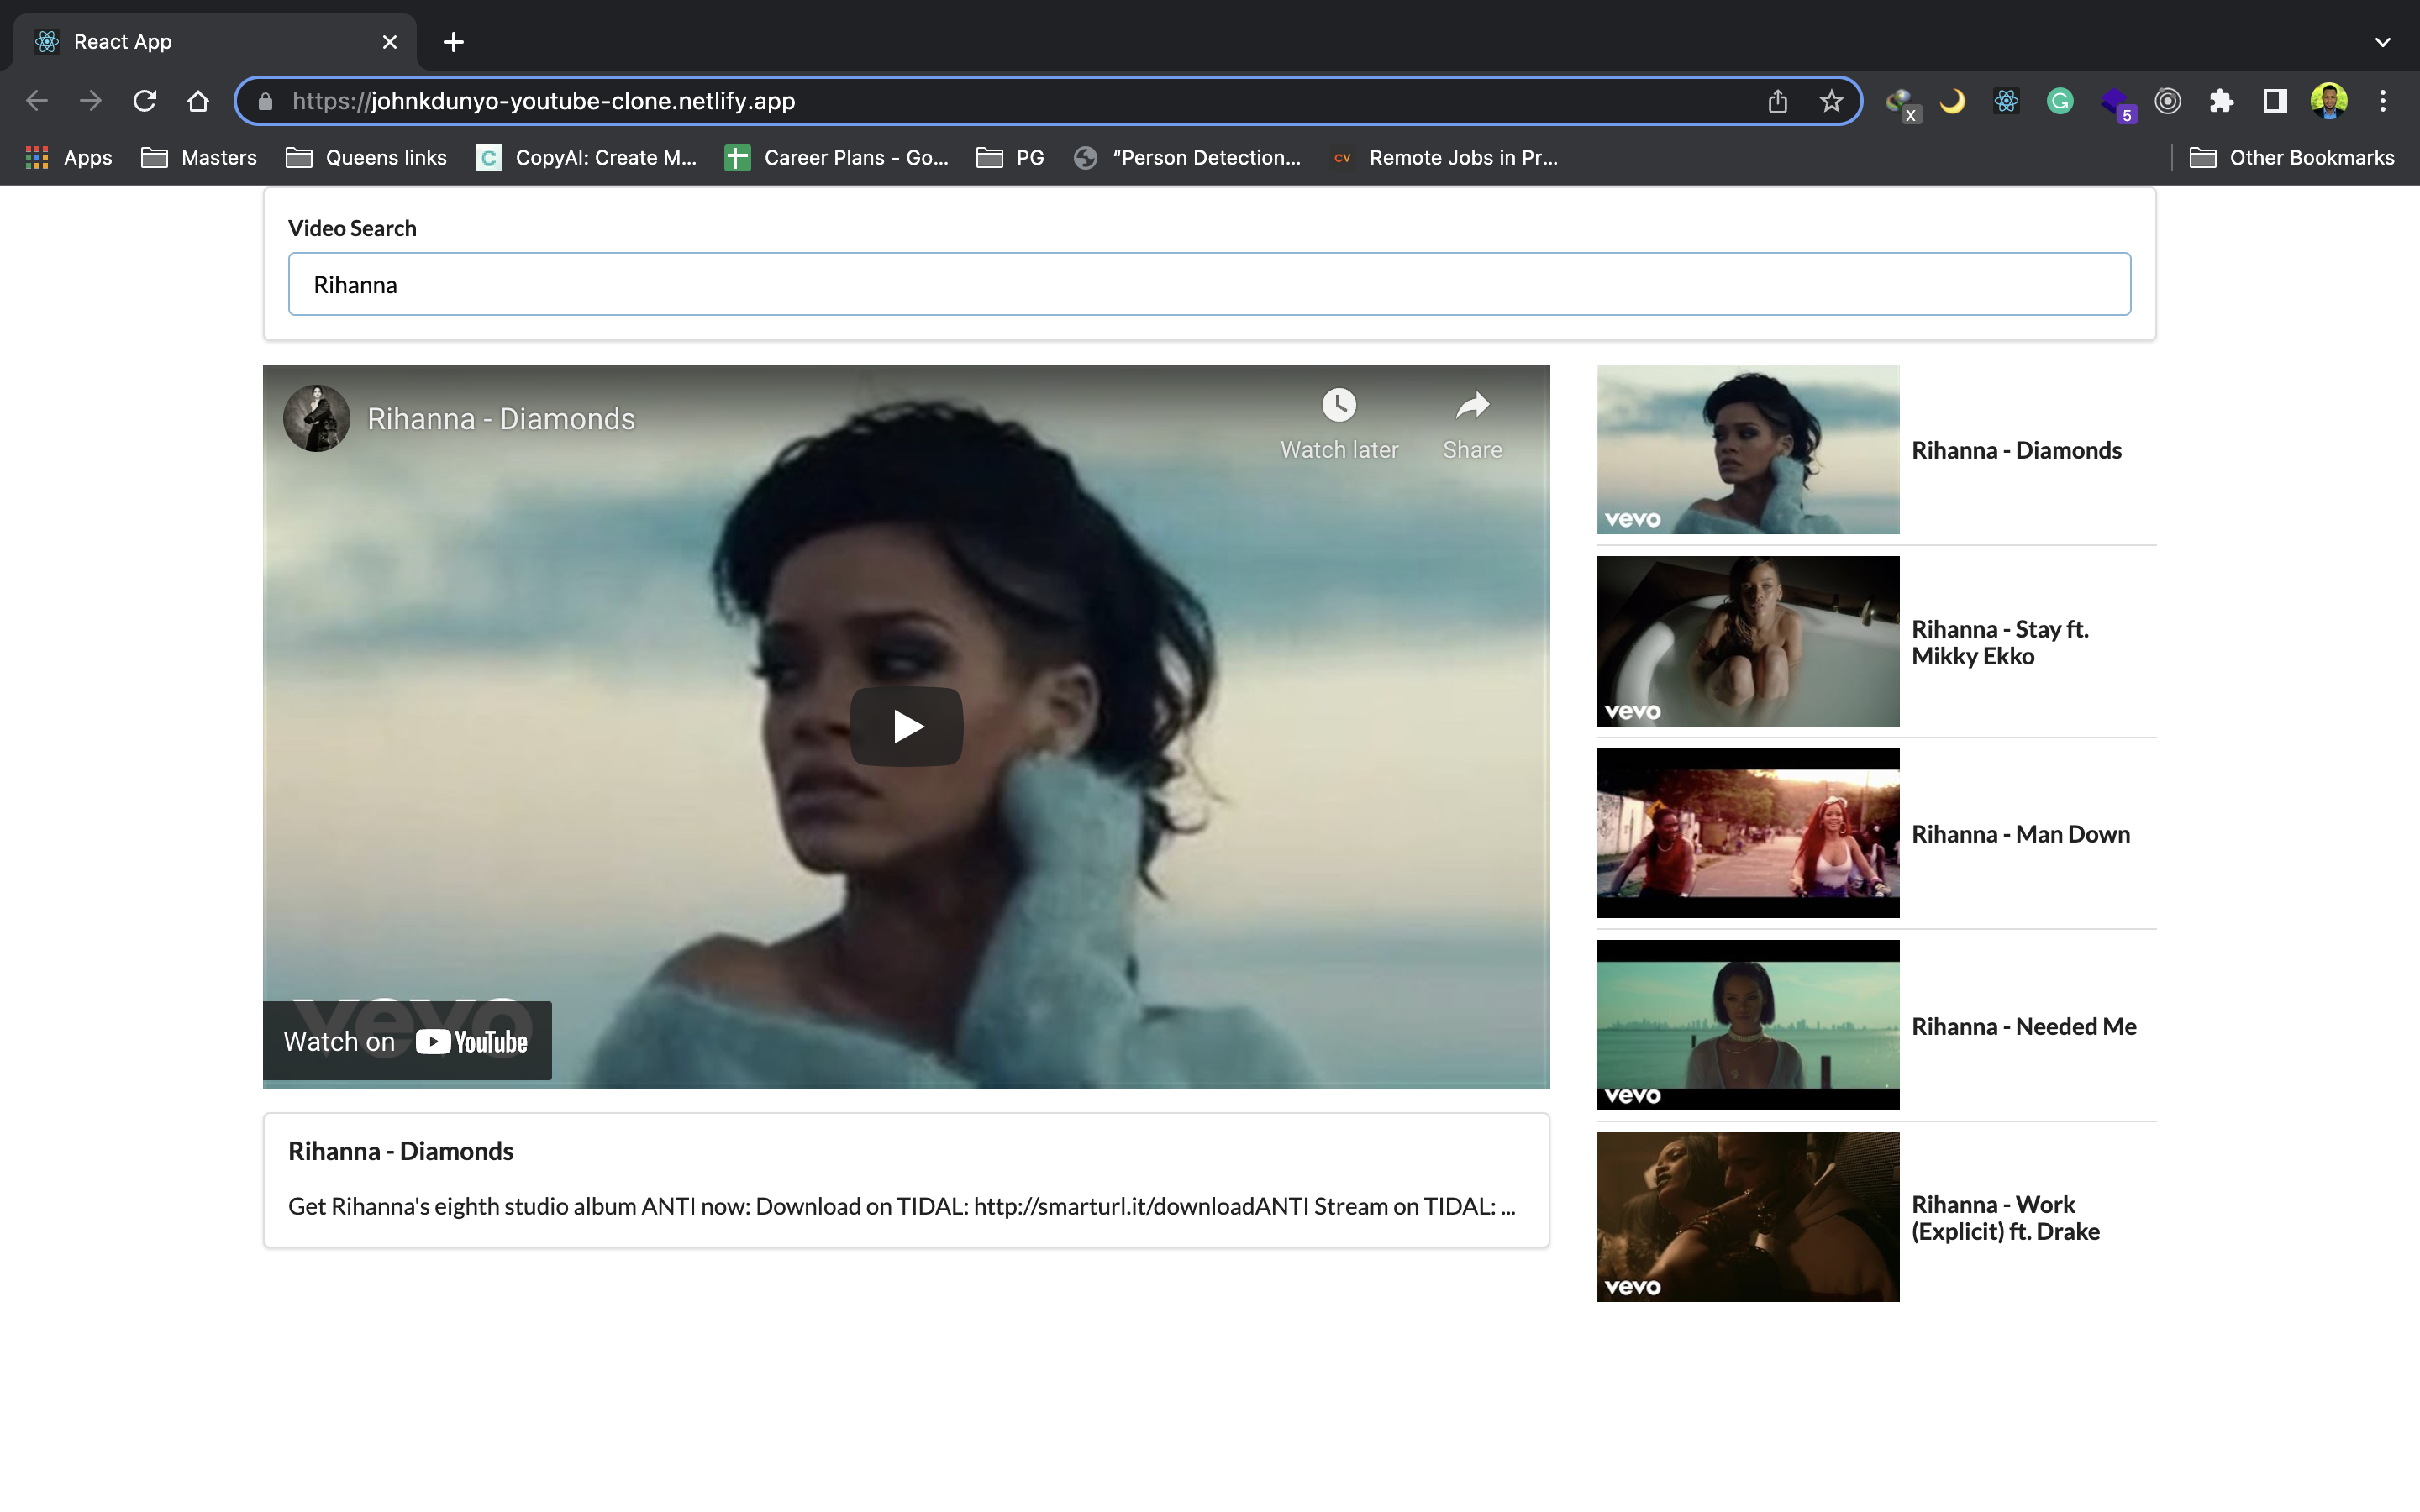 React App
https://johnkdunyo-youtube-clone.netlify.app
X
5
Apps
Masters
Queens links
C
CopyAI: Create M...
Career Plans - Go...
PG
“Person Detection...
CV
Remote Jobs in Pr...
Other Bookmarks
Video Search
Rihanna
Rihanna - Diamonds
Watch later
Share
vevo
Watch on YouTube
Rihanna - Diamonds
Get Rihanna's eighth studio album ANTI now: Download on TIDAL: http://smarturl.it/downloadANTI Stream on TIDAL: ...
vevo
Rihanna - Diamonds
vevo
Rihanna - Stay ft.
Mikky Ekko
Rihanna - Man Down
vevo
Rihanna - Needed Me
vevo
Rihanna - Work
(Explicit) ft. Drake